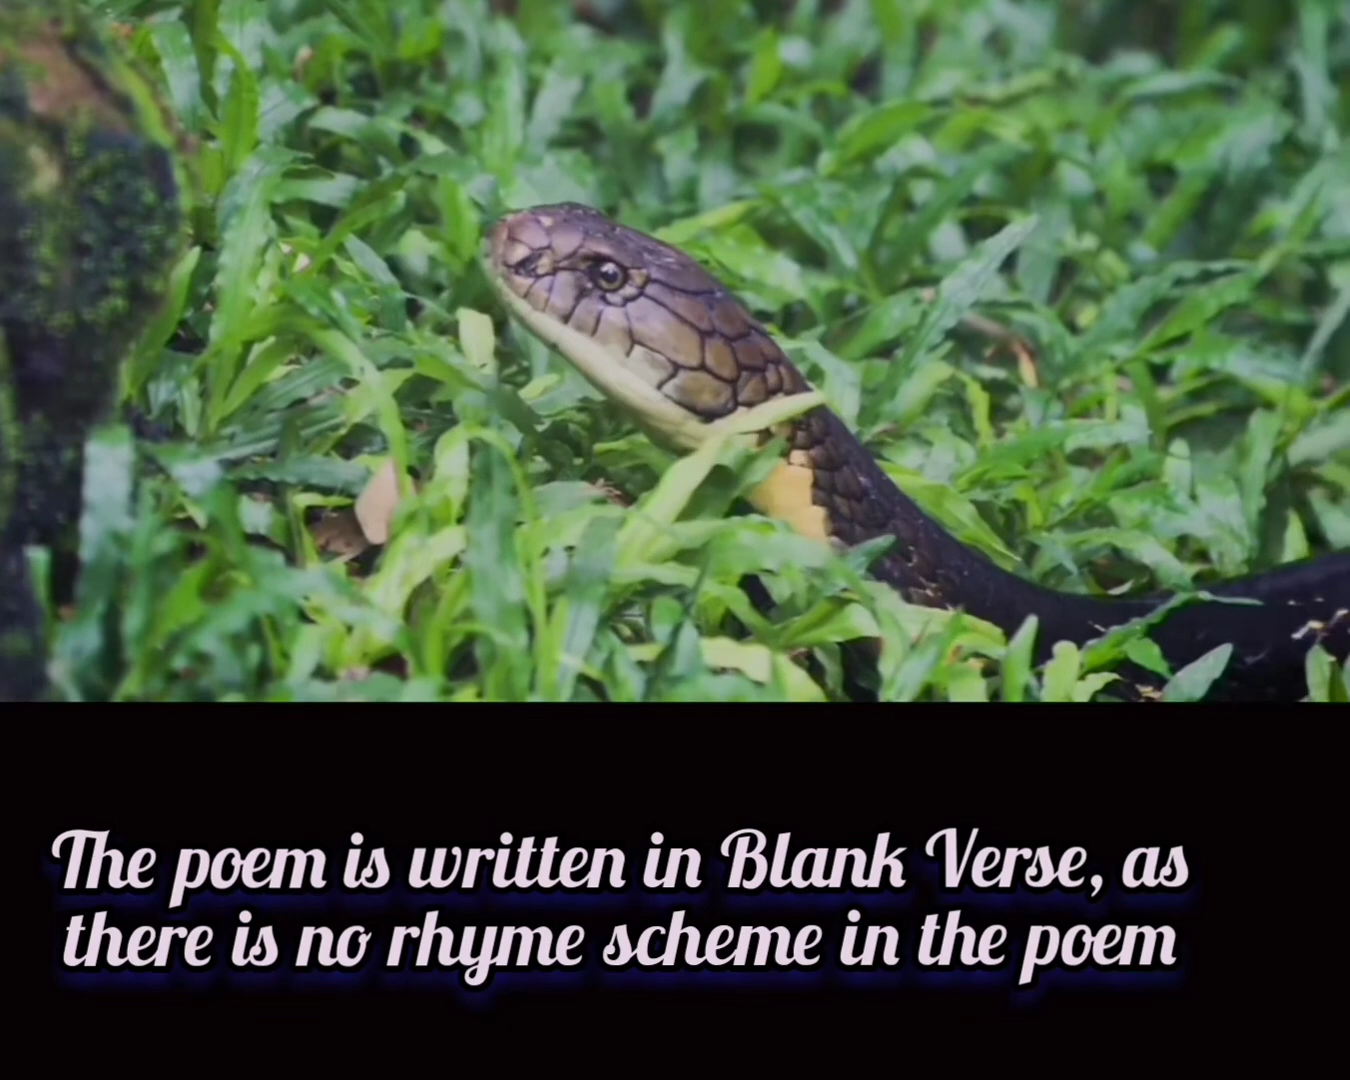 The poem is written in Blank Verse, as
there is no rhyme scheme in the poem